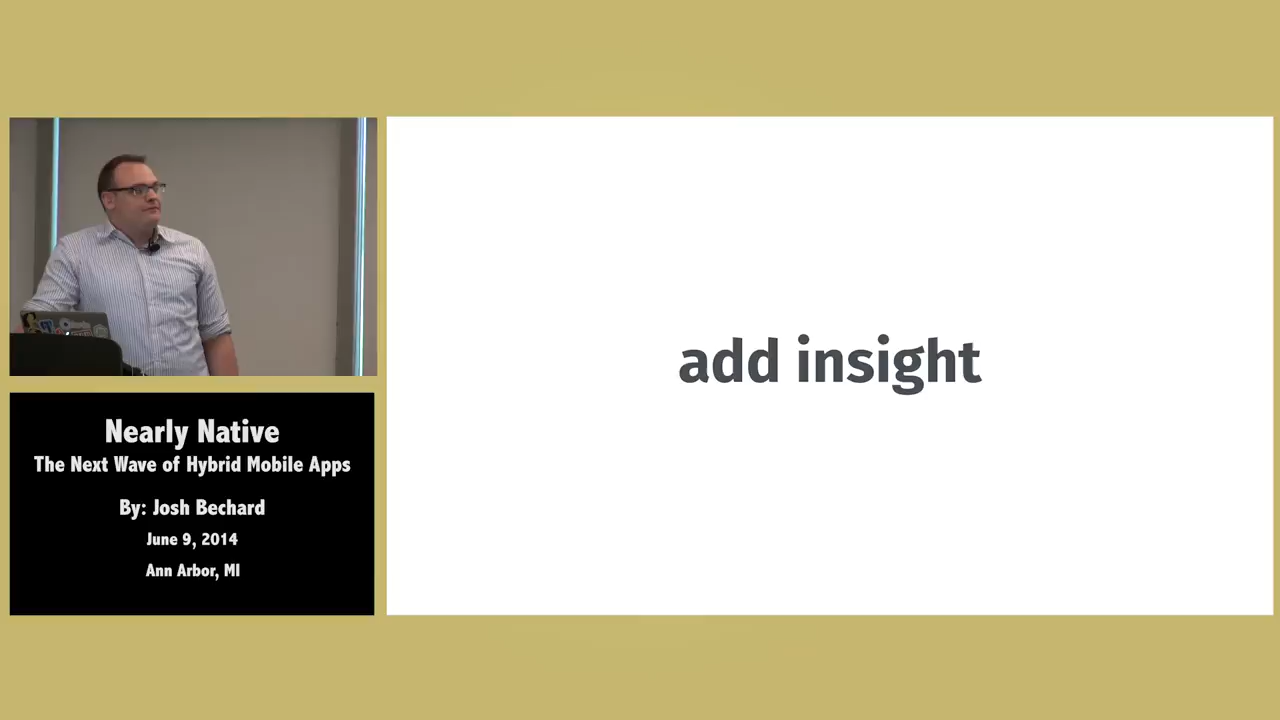 Nearly Native
The Next Wave of Hybrid Mobile Apps
By: Josh Bechard
June 9, 2014
Ann Arbor, MI
add insight